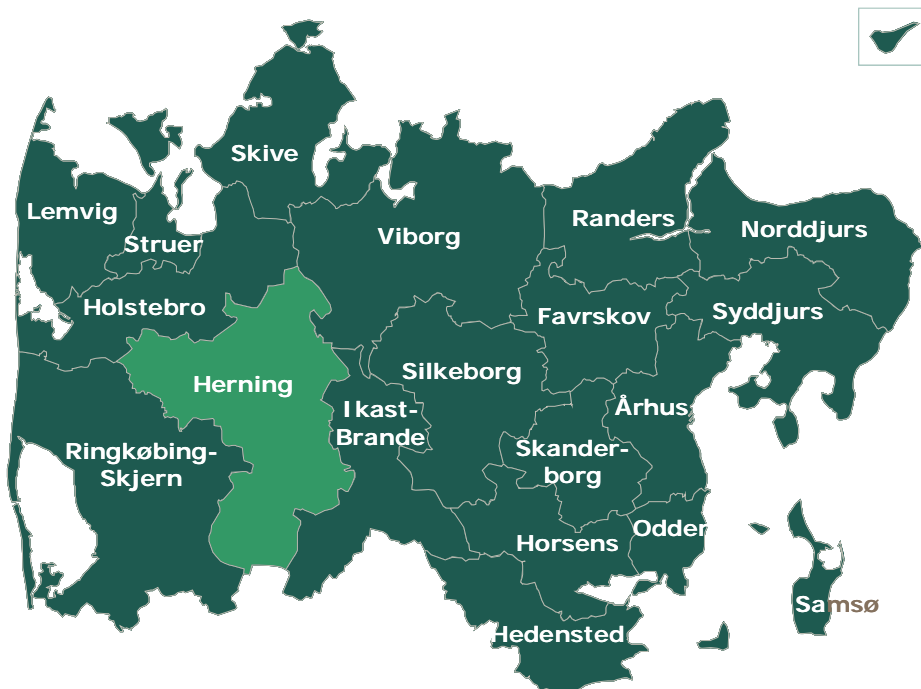 Skive
Lemvig
Struer
Viborg
Randers
Norddjurs
Holstebro
Favrskov
Syddjurs
Herning
Silkeborg
Ikast-
Brande
Århus
Ringkøbing-
Skjern
Skander-
borg
Horsens
Odder
Samsø
Hedensted